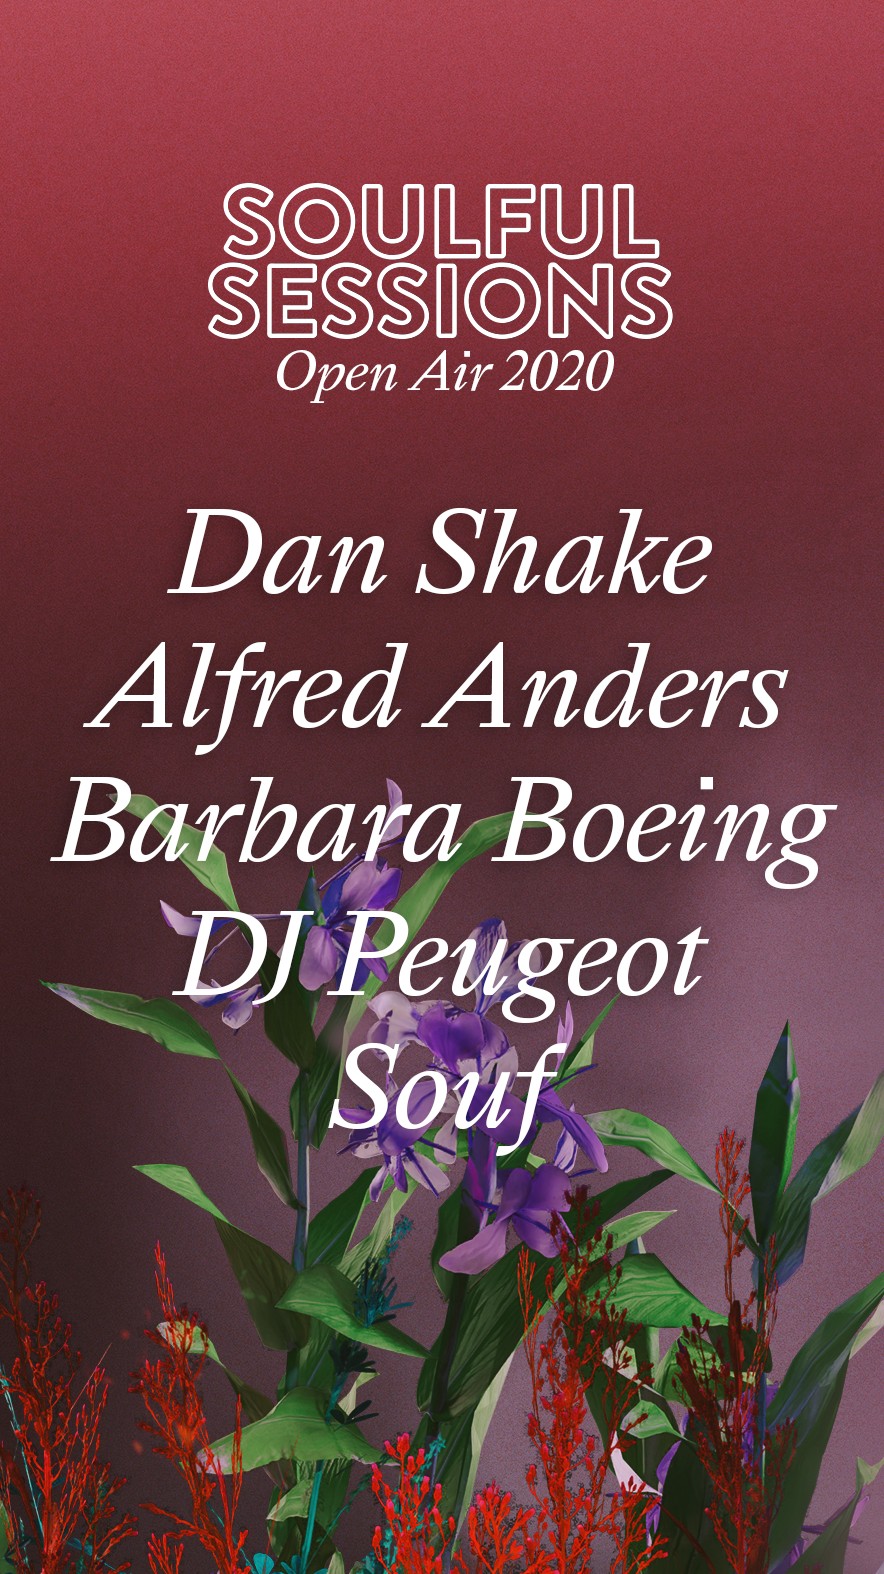 SOULFUL
SESSIONS
Open Air 2020
Dan Shake
Alfred Anders
Barbara Boeing
DJ Peugeot
Souf